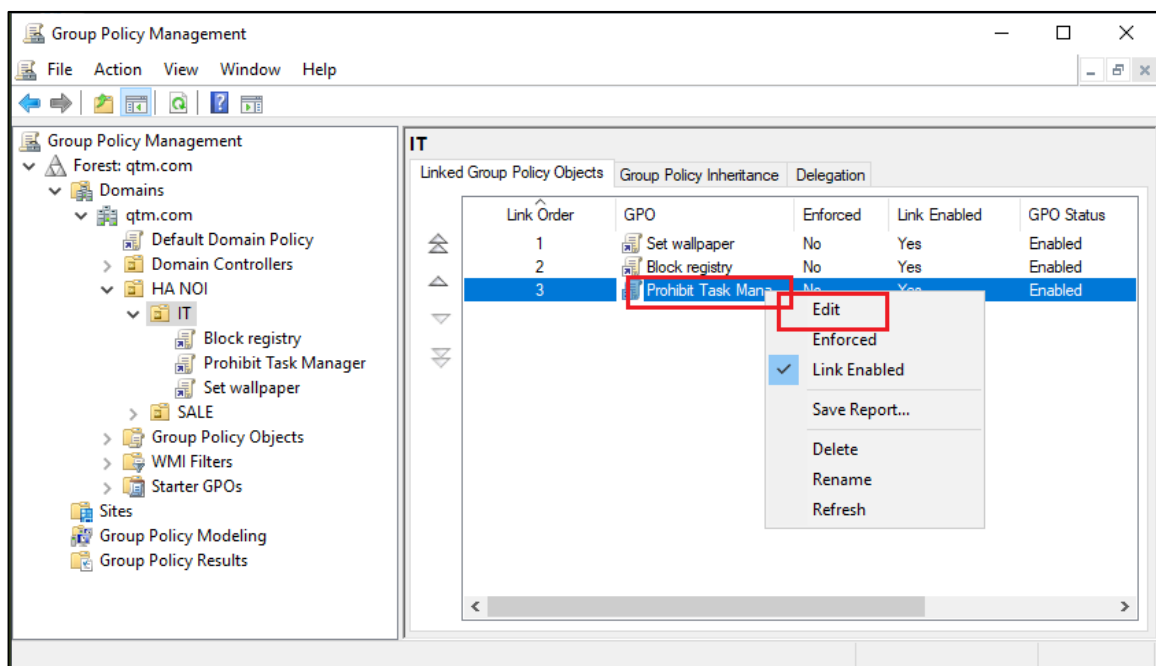 Group Policy Management
File Action View Window Help
Group Policy Management
Forest: qtm.com
Domains
qtm.com
Default Domain Policy
Domain Controllers
HA NOI
IT
Block registry
Prohibit Task Manager
Set wallpaper
SALE
Group Policy Objects
WMI Filters
Starter GPOs
Sites
Group Policy Modeling
Group Policy Results
IT
Linked Group Policy Objects Group Policy Inheritance Delegation
Link Order GPO Enforced Link Enabled GPO Status
1 Set wallpaper No Yes Enabled
2 Block registry No Yes Enabled
3 Prohibit Task Mana... No Yes Enabled
Edit
Enforced
Link Enabled
Save Report...
Delete
Rename
Refresh